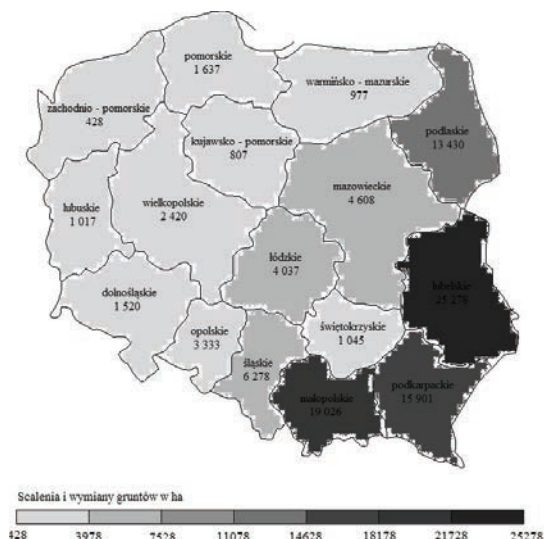 pomorskie
1 637
warmińsko - mazurskie
977
zachodnio - pomorskie
428
podlaskie
13 430
kujawsko - pomorskie
807
mazowieckie
4 608
wielkopolskie
2 420
lubuskie
1 017
łódzkie
4 037
lubelskie
25 278
dolnośląskie
1 520
opolskie
3 333
świętokrzyskie
1 045
śląskie
6 278
podkarpackie
15 901
małopolskie
19 026
Scalenia i wymiany gruntów w ha
428 3978 7528 11078 14628 18178 21728 25278